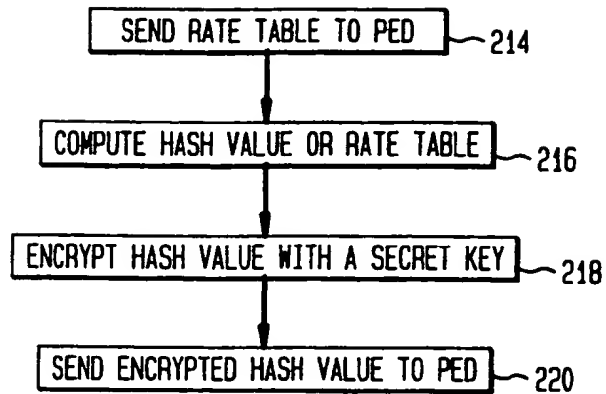 SEND RATE TABLE TO PED
214
COMPUTE HASH VALUE OR RATE TABLE
216
ENCRYPT HASH VALUE WITH A SECRET KEY
218
SEND ENCRYPTED HASH VALUE TO PED
220